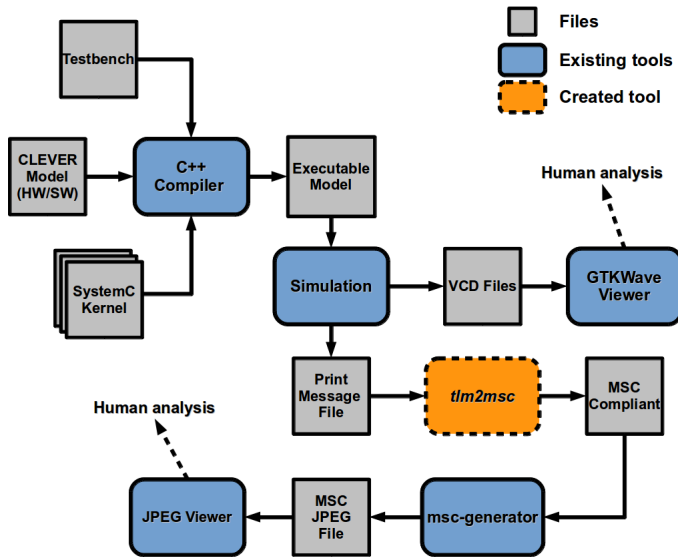 Files
Existing tools
Created tool
Testbench
CLEVER
Model
(HW/SW)
C++
Compiler
Executable
Model
SystemC
Kernel
Simulation
VCD Files
Human analysis
GTKWave
Viewer
Print
Message
File
tlm2msc
MSC
Compliant
Human analysis
JPEG Viewer
MSC
JPEG
File
msc-generator